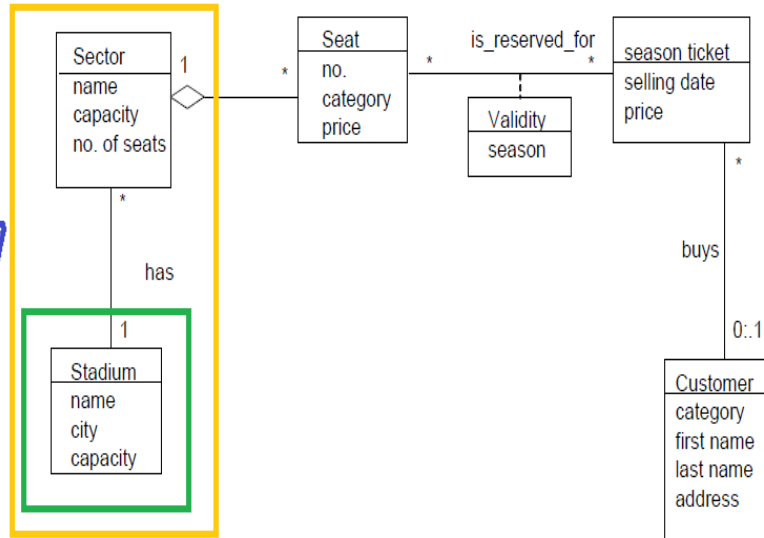 Sector
name
capacity
no. of seats
1
*
Seat
no.
category
price
is_reserved_for
*
*
Validity
season
season ticket
selling date
price
*
has
1
Stadium
name
city
capacity
*
buys
0:.1
Customer
category
first name
last name
address